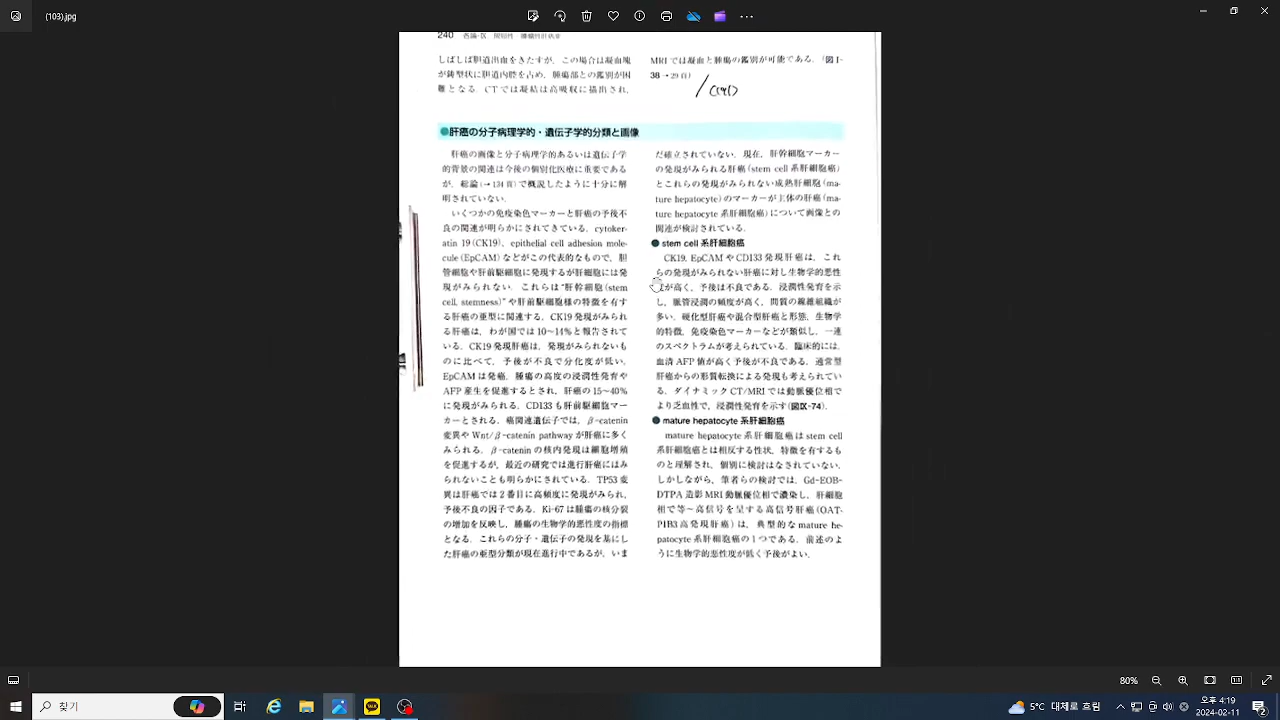 (103).jpg
240 各論·IX 原発性 腫瘤性肝病変
しばしば胆道出血をきたすが，この場合は凝血塊
が鋳型状に胆道内腔を占め，腫瘍部との鑑別が困
難となる．CT では凝結は高吸収に描出され，
MRI では凝血と腫瘍の鑑別が可能である．（図 I-
38 → 29 頁）
●肝癌の分子病理学的・遺伝子学的分類と画像
肝癌の画像と分子病理学的あるいは遺伝子学
的背景の関連は今後の個別化医療に重要である
が，総論（→ 134 頁）で概説したように十分に解
明されていない．
いくつかの免疫染色マーカーと肝癌の予後不
良の関連が明らかにされてきている．cytoker-
atin 19（CK19），epithelial cell adhesion mole-
cule（EpCAM）などがこの代表的なもので，胆
管細胞や肝前駆細胞に発現するが肝細胞には発
現がみられない．これらは“肝幹細胞（stem
cell, stemness）”や肝前駆細胞様の特徴を有す
る肝癌の亜型に関連する．CK19 発現がみられ
る肝癌は，わが国では 10～14％と報告されて
いる．CK19 発現肝癌は，発現がみられないも
のに比べて，予後が不良で分化度が低い．
EpCAM は発癌，腫瘍の高度の浸潤性発育や
AFP 産生を促進するとされ，肝癌の 15～40％
に発現がみられる．CD133 も肝前駆細胞マー
カーとされる．癌関連遺伝子では，β-catenin
変異や Wnt/β-catenin pathway が肝癌に多く
みられる．β-catenin の核内発現は細胞増殖
を促進するが，最近の研究では進行肝癌にはみ
られないことも明らかにされている．TP53 変
異は肝癌では 2 番目に高頻度に発現がみられ，
予後不良の因子である．Ki-67 は腫瘍の核分裂
の増加を反映し，腫瘍の生物学的悪性度の指標
となる．これらの分子・遺伝子の発現を基にし
た肝癌の亜型分類が現在進行中であるが，いま
だ確立されていない．現在，肝幹細胞マーカー
の発現がみられる肝癌（stem cell 系肝細胞癌）
とこれらの発現がみられない成熟肝細胞（ma-
ture hepatocyte）のマーカーが主体の肝癌（ma-
ture hepatocyte 系肝細胞癌）について画像との
関連が検討されている．
● stem cell 系肝細胞癌
CK19, EpCAM や CD133 発現肝癌は，これ
らの発現がみられない肝癌に対し生物学的悪性
度が高く，予後は不良である．浸潤性発育を示
し，脈管浸潤の頻度が高く，間質の線維組織が
多い．硬化型肝癌や混合型肝癌と形態，生物学
的特徴，免疫染色マーカーなどが類似し，一連
のスペクトラムが考えられている．臨床的には，
血清 AFP 値が高く予後が不良である．通常型
肝癌からの形質転換による発現も考えられてい
る．ダイナミック CT/MRI では動脈優位相で
より乏血性で，浸潤性発育を示す（図IX-74）．
● mature hepatocyte 系肝細胞癌
mature hepatocyte 系肝細胞癌は stem cell
系肝細胞癌とは相反する性状，特徴を有するも
のと理解され，個別に検討はなされていない．
しかしながら，筆者らの検討では，Gd-EOB-
DTPA 造影 MRI 動脈優位相で濃染し，肝細胞
相で等～高信号を呈する高信号肝癌（OAT-
P1B3 高発現肝癌）は，典型的な mature he-
patocyte 系肝細胞癌の 1 つである．前述のよ
うに生物学的悪性度が低く予後がよい．
89%
찾기